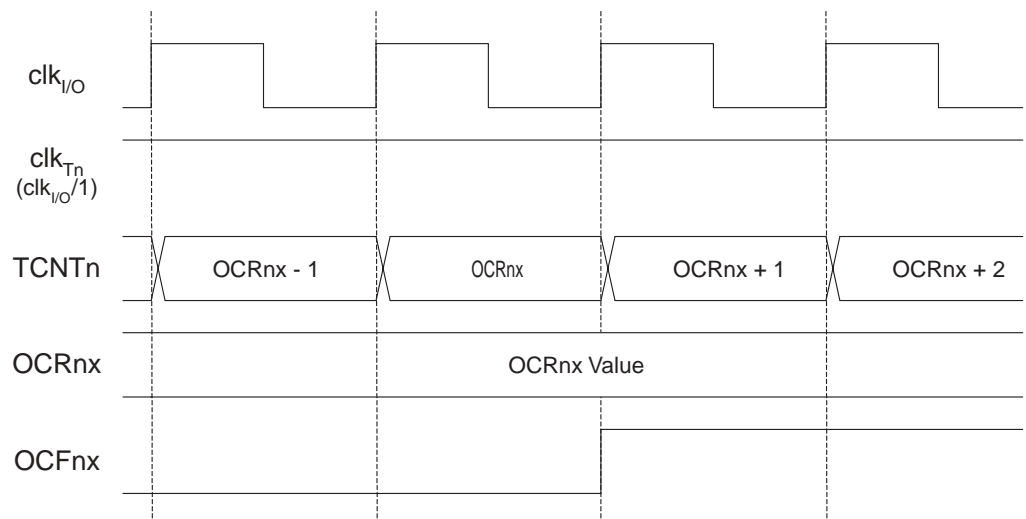 clkI/O
clkTn
(clkI/O/1)
TCNTn OCRnx - 1 OCRnx OCRnx + 1 OCRnx + 2
OCRnx OCRnx Value
OCFnx